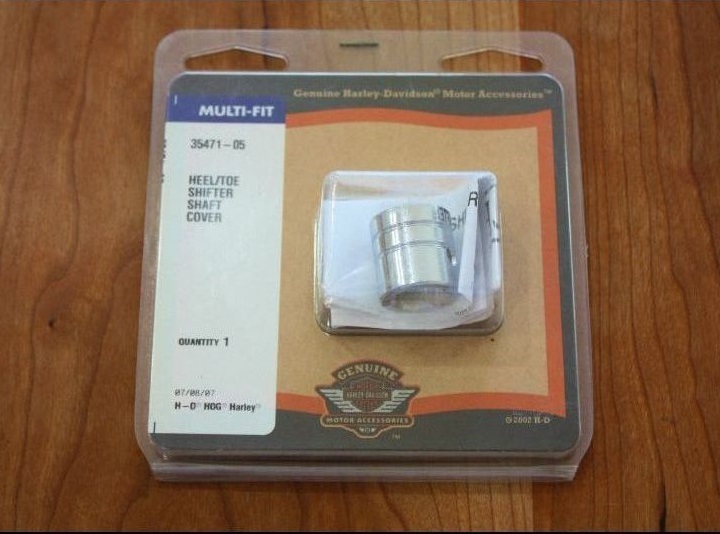 Genuine Harley-Davidson® Motor Accessories™
MULTI-FIT
35471-05
HEEL/TOE
SHIFTER
SHAFT
COVER
QUANTITY 1
07/08/07
H-D® HOG® Harley®
GENUINE
HARLEY-DAVIDSON
MOTOR ACCESSORIES
™
© 2002 H-D